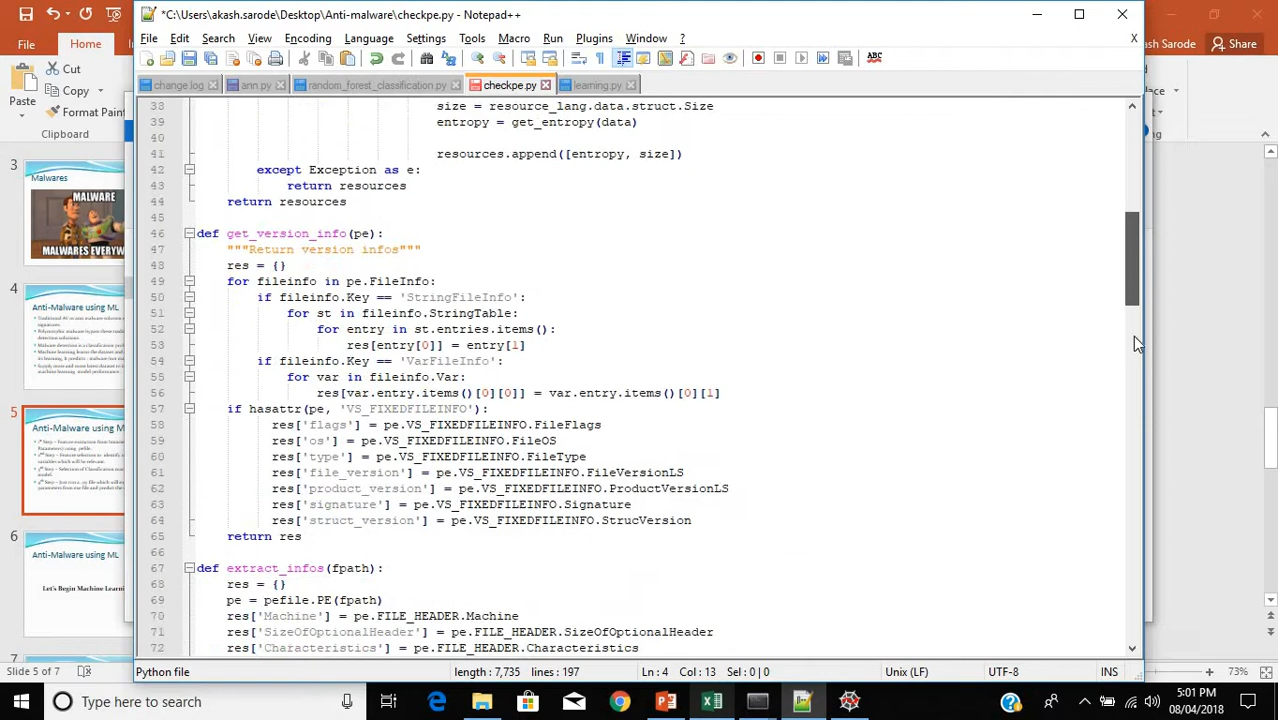 *C:\Users\akash.sarode\Desktop\Anti-malware\checkpe.py - Notepad++
File Edit Search View Encoding Language Settings Tools Macro Run Plugins Window ? X
change.log ann.py random_forest_classification.py checkpe.py learning.py
File Home
Cut
Copy
Format Paint
Paste
Clipboard
ash Sarode Share
38 size = resource_lang.data.struct.Size
39 entropy = get_entropy(data)
40
41 resources.append([entropy, size])
42 except Exception as e:
43 return resources
44 return resources
45
46 def get_version_info(pe):
47 """Return version infos"""
48 res = {}
49 for fileinfo in pe.FileInfo:
50 if fileinfo.Key == 'StringFileInfo':
51 for st in fileinfo.StringTable:
52 for entry in st.entries.items():
53 res[entry[0]] = entry[1]
54 if fileinfo.Key == 'VarFileInfo':
55 for var in fileinfo.Var:
56 res[var.entry.items()[0][0]] = var.entry.items()[0][1]
57 if hasattr(pe, 'VS_FIXEDFILEINFO'):
58 res['flags'] = pe.VS_FIXEDFILEINFO.FileFlags
59 res['os'] = pe.VS_FIXEDFILEINFO.FileOS
60 res['type'] = pe.VS_FIXEDFILEINFO.FileType
61 res['file_version'] = pe.VS_FIXEDFILEINFO.FileVersionLS
62 res['product_version'] = pe.VS_FIXEDFILEINFO.ProductVersionLS
63 res['signature'] = pe.VS_FIXEDFILEINFO.Signature
64 res['struct_version'] = pe.VS_FIXEDFILEINFO.StrucVersion
65 return res
66
67 def extract_infos(fpath):
68 res = {}
69 pe = pefile.PE(fpath)
70 res['Machine'] = pe.FILE_HEADER.Machine
71 res['SizeOfOptionalHeader'] = pe.FILE_HEADER.SizeOfOptionalHeader
72 res['Characteristics'] = pe.FILE_HEADER.Characteristics
3
Malwares
MALWARE
MALWARES EVERYW
4
Anti-Malware using ML
5
6
Anti-Malware using ML
Let's Begin Machine Learni
7
Slide 5 of 7
73%
Python file length : 7,735 lines : 197 Ln : 4 Col : 13 Sel : 0 | 0 Unix (LF) UTF-8 INS
Type here to search
5:01 PM
08/04/2018